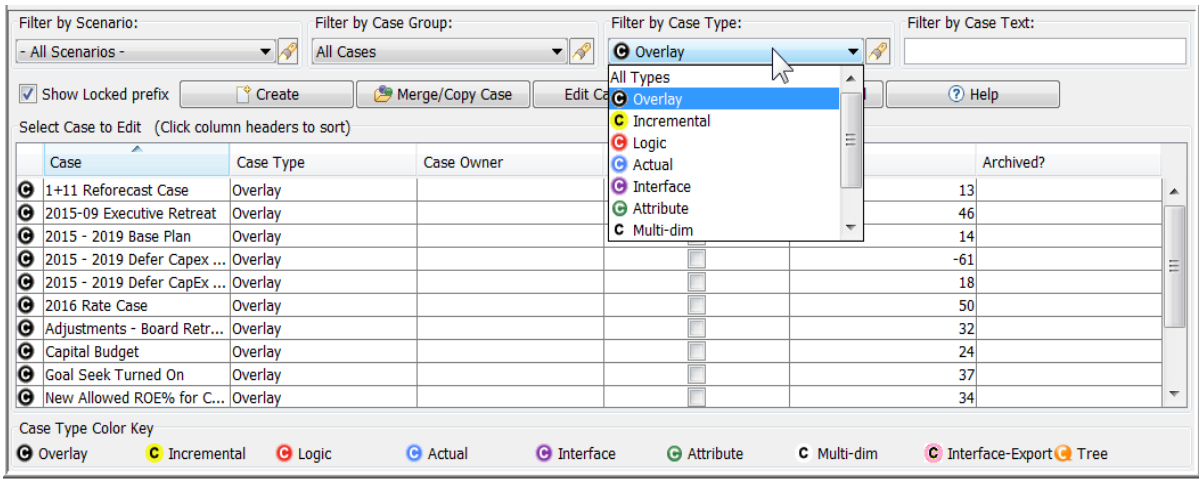 Filter by Scenario: Filter by Case Group: Filter by Case Type: Filter by Case Text:
- All Scenarios - All Cases C Overlay
Show Locked prefix Create Merge/Copy Case Edit Ca Help
All Types
C Overlay
C Incremental
C Logic
C Actual
C Interface
C Attribute
C Multi-dim
Select Case to Edit (Click column headers to sort)
Case Case Type Case Owner Archived?
C 1+11 Reforecast Case Overlay 13
C 2015-09 Executive Retreat Overlay 46
C 2015 - 2019 Base Plan Overlay 14
C 2015 - 2019 Defer Capex ... Overlay -61
C 2015 - 2019 Defer CapEx ... Overlay 18
C 2016 Rate Case Overlay 50
C Adjustments - Board Retr... Overlay 32
C Capital Budget Overlay 24
C Goal Seek Turned On Overlay 37
C New Allowed ROE% for C... Overlay 34
Case Type Color Key
C Overlay C Incremental C Logic C Actual C Interface C Attribute C Multi-dim C Interface-Export C Tree